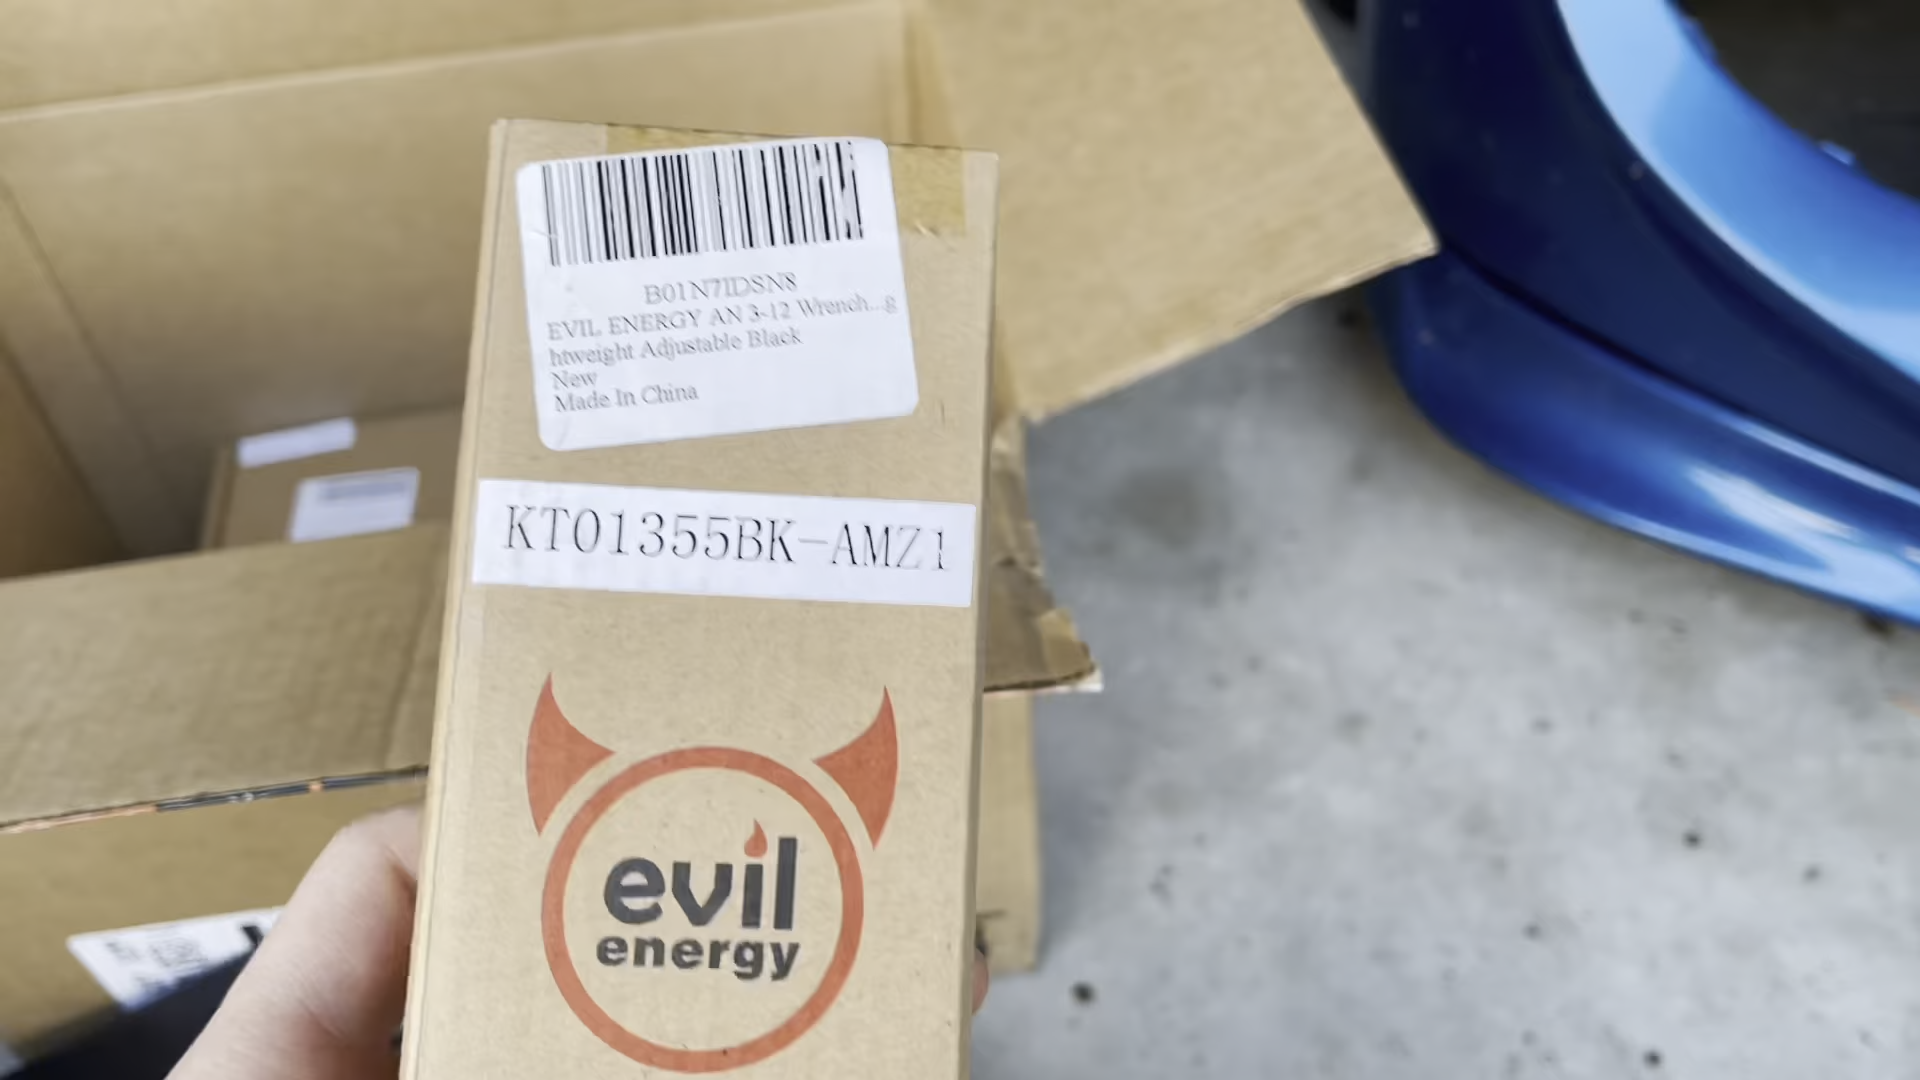 B01N7IDSN8
EVIL ENERGY AN 3-12 Wrench...g
htweight Adjustable Black
New
Made In China
KT01355BK-AMZ1
evil
energy